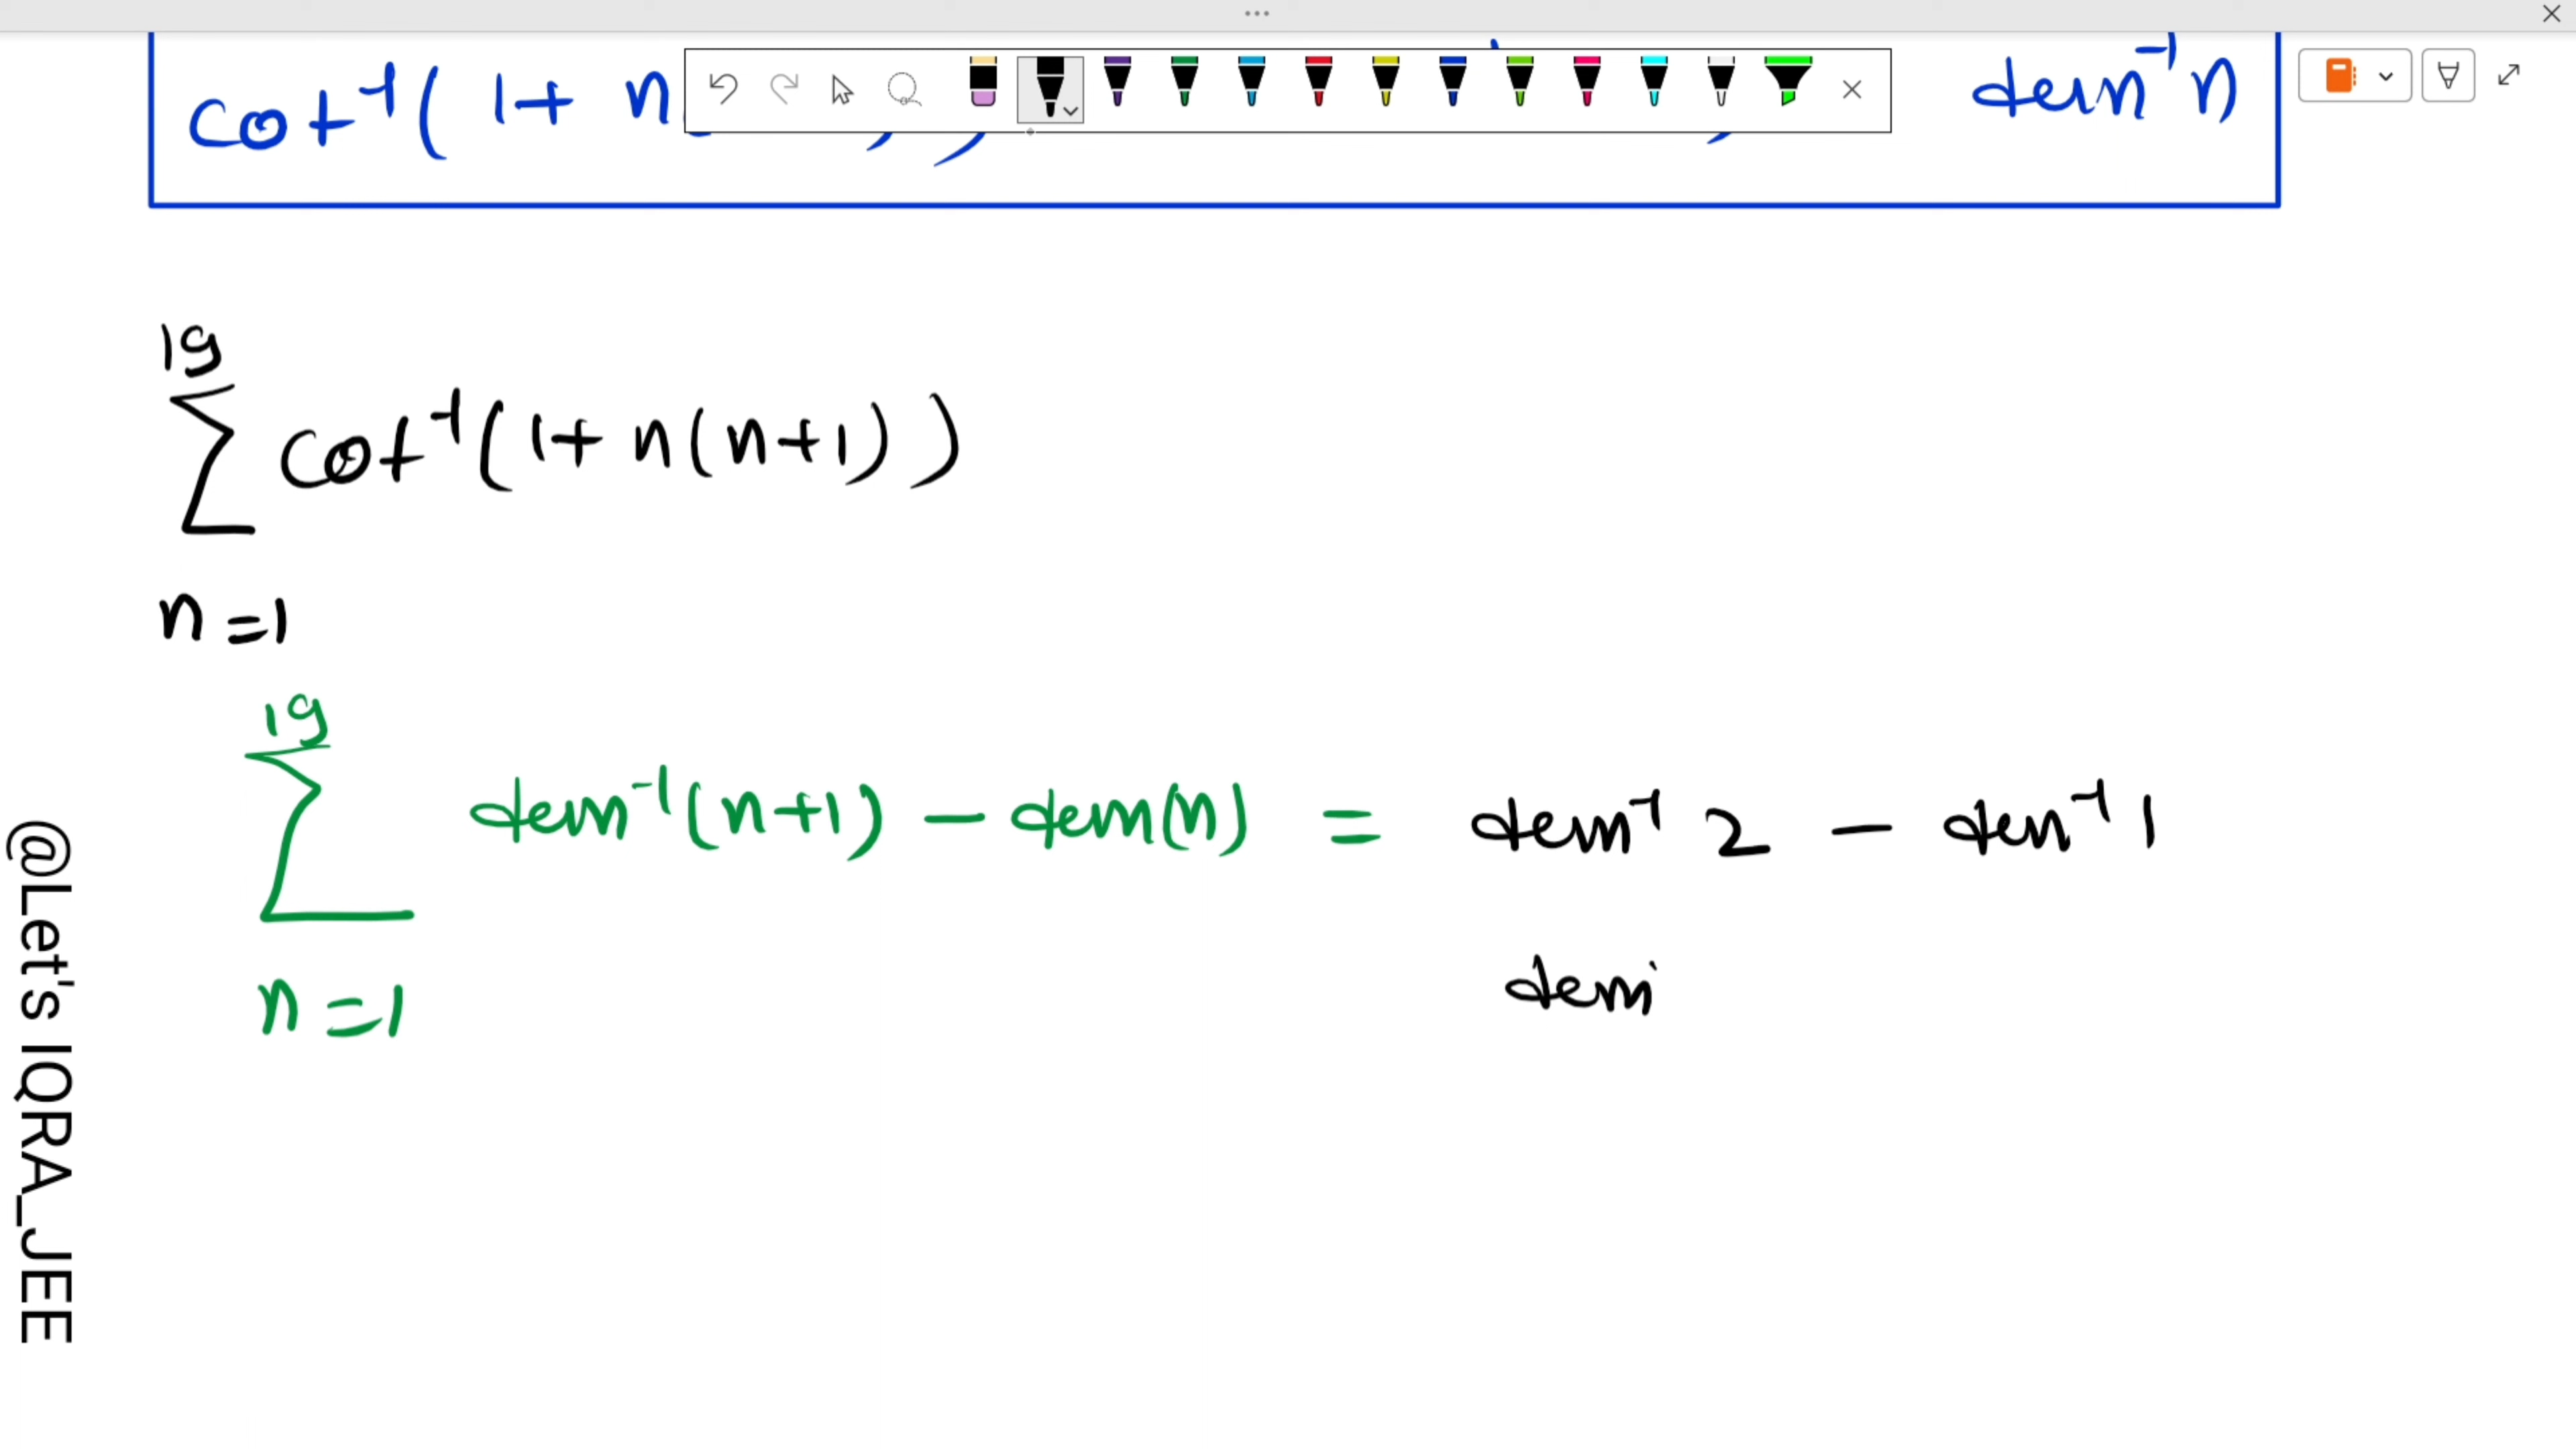 cot⁻¹( 1+ n tan⁻¹n
19
∑ cot⁻¹(1+ n(n+1))
n=1
19
∑ tan⁻¹(n+1) - tan(n) = tan⁻¹ 2 - tan⁻¹ 1
n=1
tan
@Let's IQRA_JEE